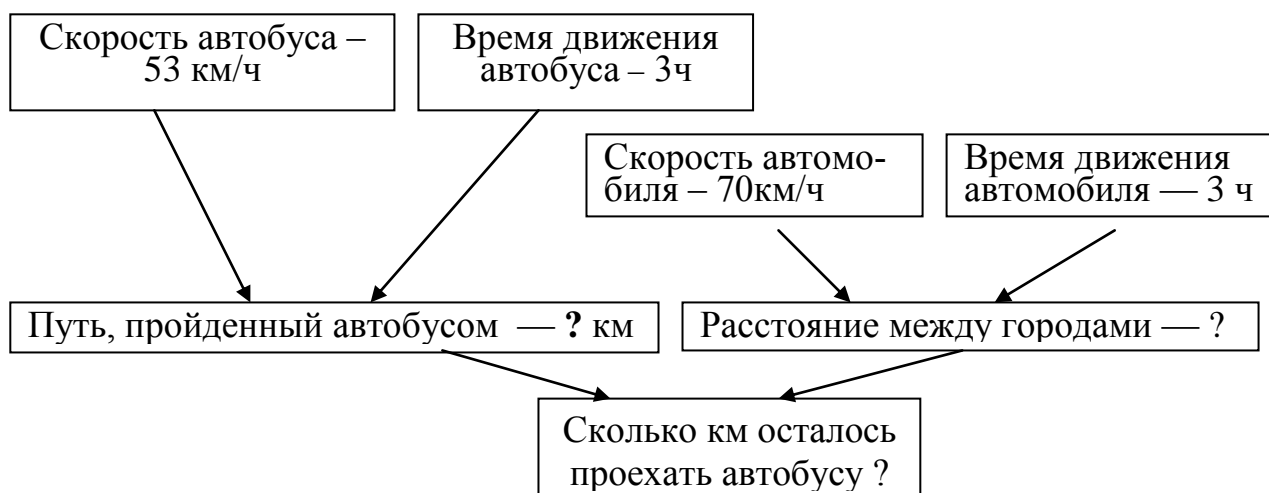 Скорость автобуса –
53 км/ч
Время движения
автобуса – 3ч
Скорость автомо-
биля – 70км/ч
Время движения
автомобиля — 3 ч
Путь, пройденный автобусом — ? км
Расстояние между городами — ?
Сколько км осталось
проехать автобусу ?